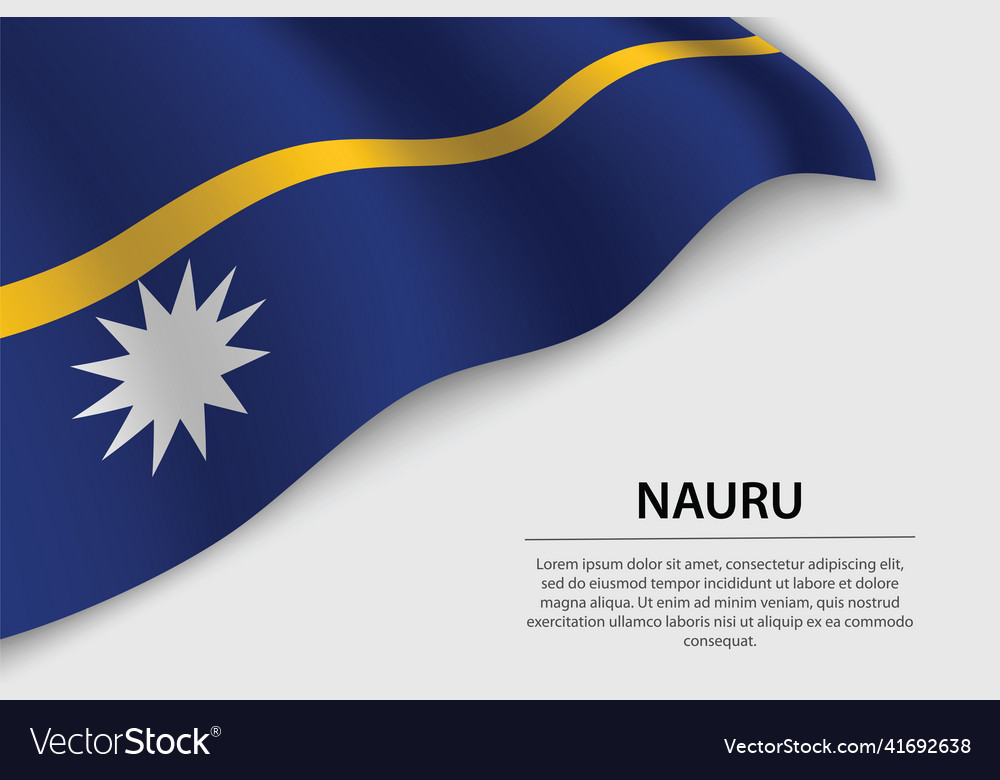 NAURU
Lorem ipsum dolor sit amet, consectetur adipiscing elit,
sed do eiusmod tempor incididunt ut labore et dolore
magna aliqua. Ut enim ad minim veniam, quis nostrud
exercitation ullamco laboris nisi ut aliquip ex ea commodo
consequat.
VectorStock®
VectorStock.com/41692638